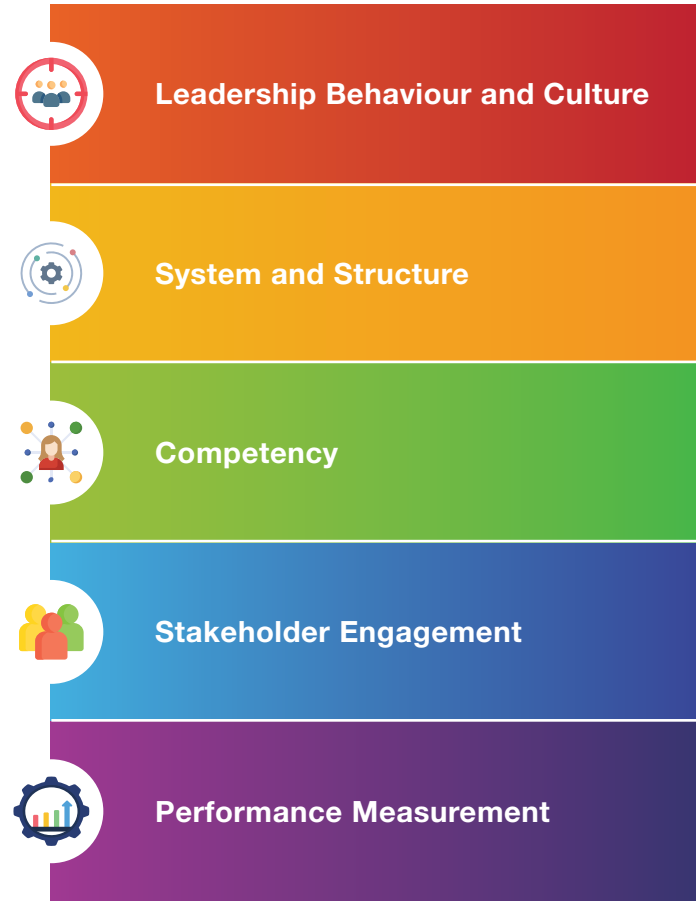 Leadership Behaviour and Culture
System and Structure
Competency
Stakeholder Engagement
Performance Measurement